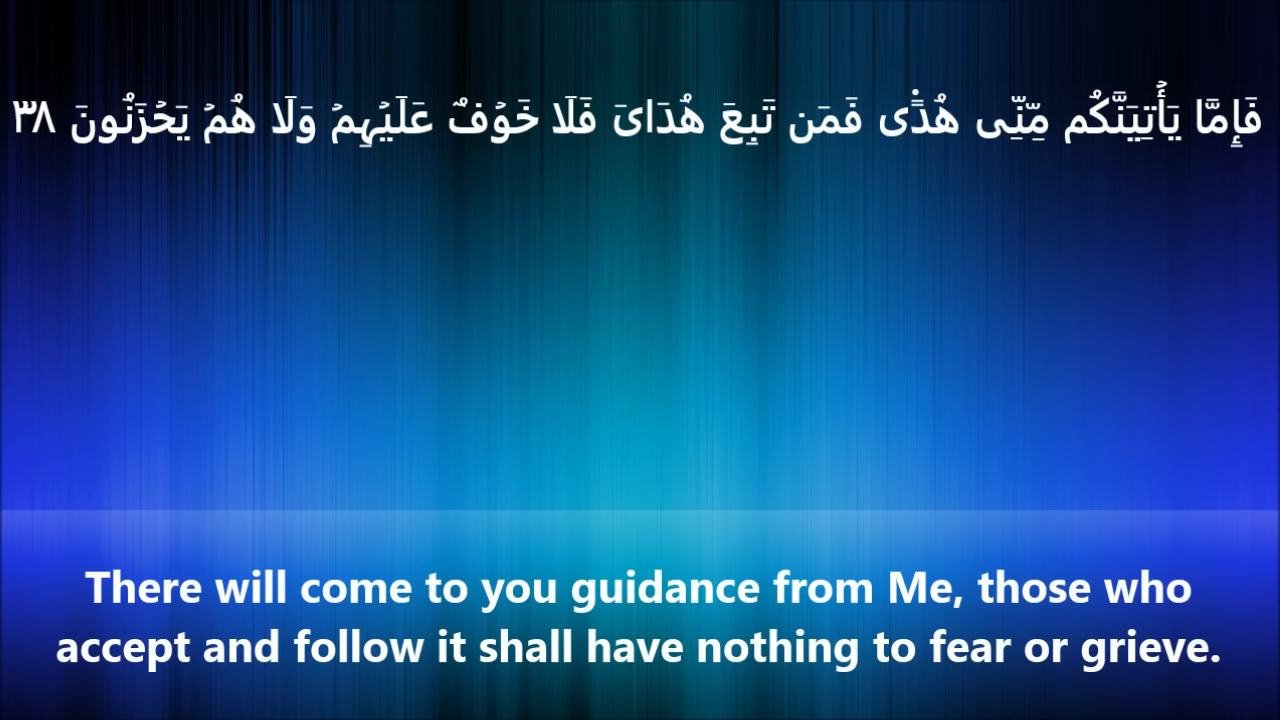 فَإِمَّا يَأۡتِيَنَّكُم مِّنِّى هُدًۭى فَمَن تَبِعَ هُدَاىَ فَلَا خَوۡفٌ عَلَيۡهِمۡ وَلَا هُمۡ يَحۡزَنُونَ ٣٨
There will come to you guidance from Me, those who
accept and follow it shall have nothing to fear or grieve.